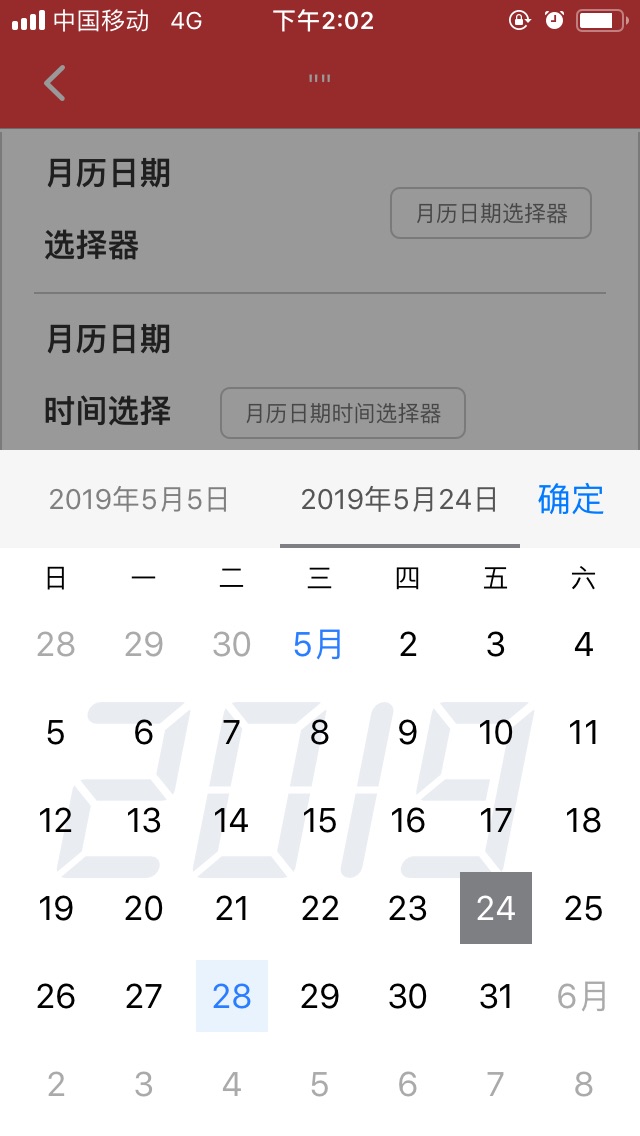 中国移动 4G 下午2:02
""
月历日期
选择器
月历日期选择器
月历日期
时间选择
月历日期时间选择器
2019年5月5日 2019年5月24日 确定
日 一 二 三 四 五 六
28 29 30 5月 2 3 4
5 6 7 8 9 10 11
2019
12 13 14 15 16 17 18
19 20 21 22 23 24 25
26 27 28 29 30 31 6月
2 3 4 5 6 7 8